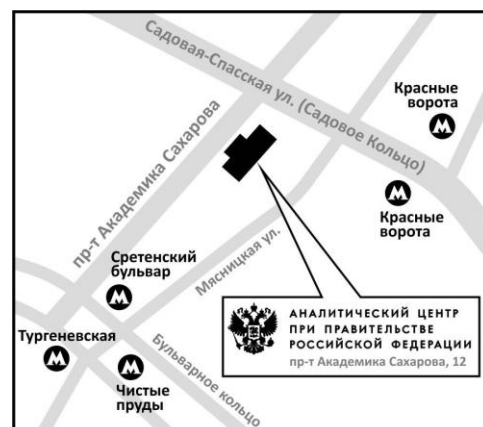 Садовая-Спасская ул. (Садовое Кольцо)
Красные
ворота
М
пр-т Академика Сахарова
М
Красные
ворота
Мясницкая ул.
Сретенский
бульвар
М
АНАЛИТИЧЕСКИЙ ЦЕНТР
ПРИ ПРАВИТЕЛЬСТВЕ
РОССИЙСКОЙ ФЕДЕРАЦИИ
пр-т Академика Сахарова, 12
Тургеневская
М
Бульварное кольцо
М
Чистые
пруды